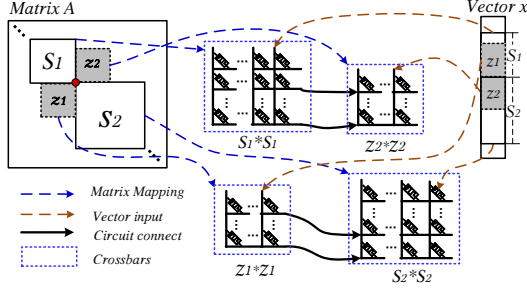 Matrix A
Vector x
S1
z2
z1
S2
z1
z2
S1
S2
S1*S1
z2*z2
z1*z1
S2*S2
Matrix Mapping
Vector input
Circuit connect
Crossbars